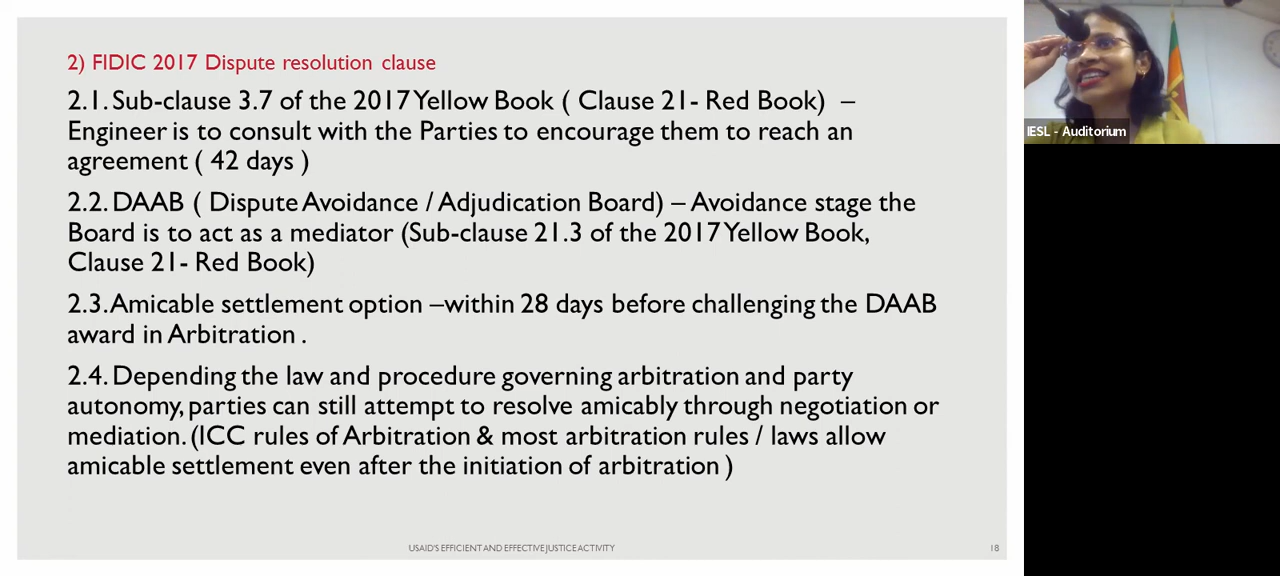 2) FIDIC 2017 Dispute resolution clause
2.1. Sub-clause 3.7 of the 2017 Yellow Book ( Clause 21- Red Book) –
Engineer is to consult with the Parties to encourage them to reach an
agreement ( 42 days )
2.2. DAAB ( Dispute Avoidance / Adjudication Board) – Avoidance stage the
Board is to act as a mediator (Sub-clause 21.3 of the 2017 Yellow Book,
Clause 21- Red Book)
2.3. Amicable settlement option –within 28 days before challenging the DAAB
award in Arbitration .
2.4. Depending the law and procedure governing arbitration and party
autonomy, parties can still attempt to resolve amicably through negotiation or
mediation. (ICC rules of Arbitration & most arbitration rules / laws allow
amicable settlement even after the initiation of arbitration )
USAID'S EFFICIENT AND EFFECTIVE JUSTICE ACTIVITY
18
IESL - Auditorium